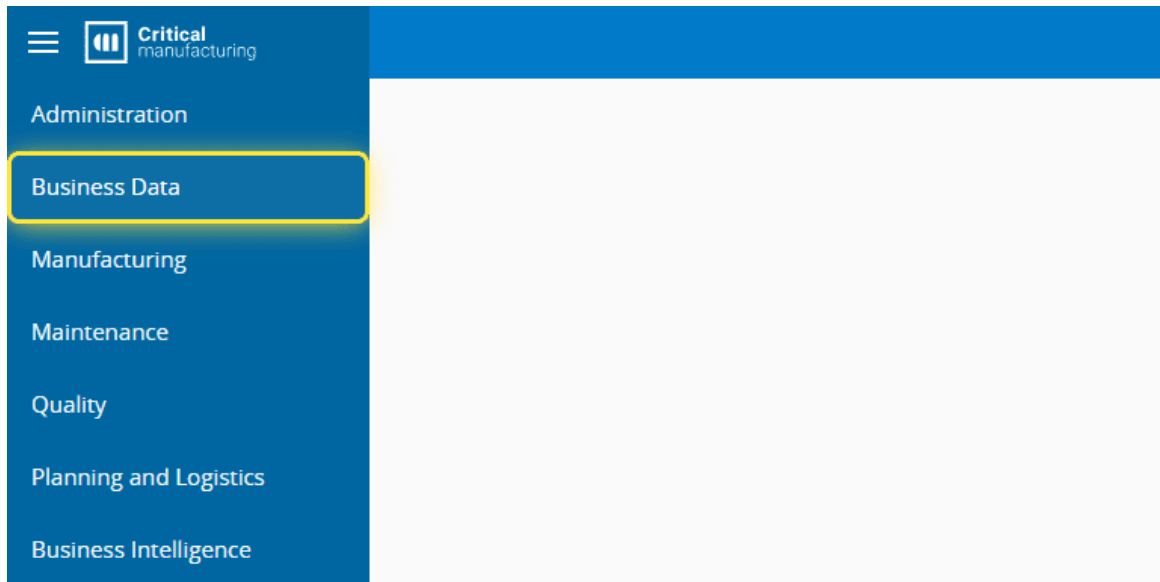 Critical
manufacturing
Administration
Business Data
Manufacturing
Maintenance
Quality
Planning and Logistics
Business Intelligence